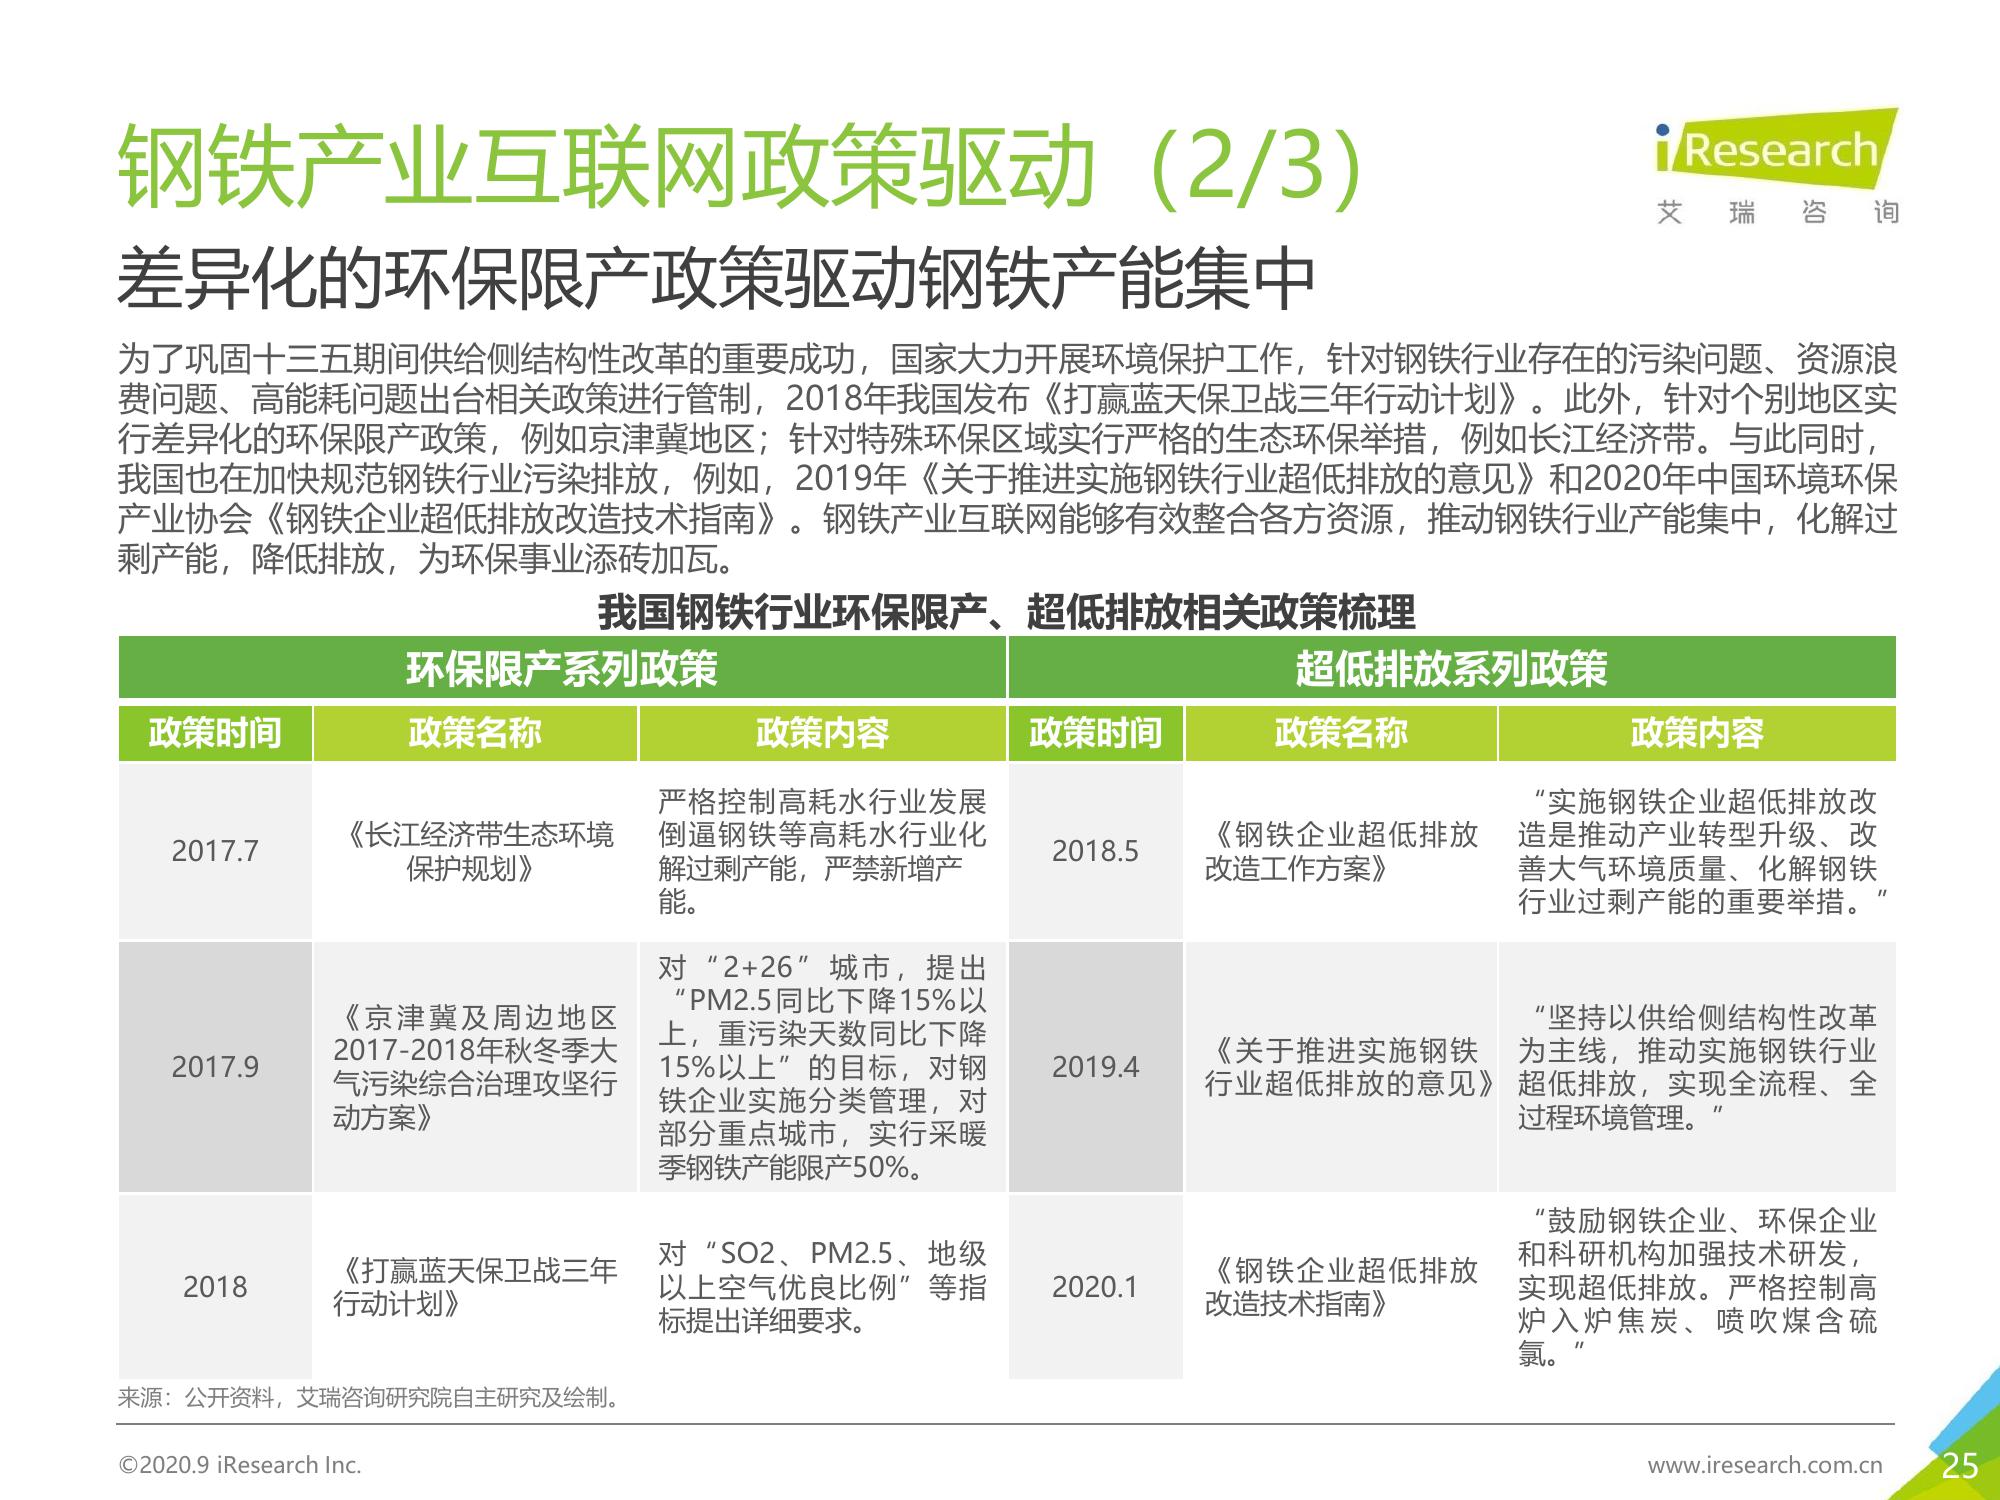 钢铁产业互联网政策驱动（2/3）
iResearch
艾瑞咨询
差异化的环保限产政策驱动钢铁产能集中
为了巩固十三五期间供给侧结构性改革的重要成功，国家大力开展环境保护工作，针对钢铁行业存在的污染问题、资源浪
费问题、高能耗问题出台相关政策进行管制，2018年我国发布《打赢蓝天保卫战三年行动计划》。此外，针对个别地区实
行差异化的环保限产政策，例如京津冀地区；针对特殊环保区域实行严格的生态环保举措，例如长江经济带。与此同时，
我国也在加快规范钢铁行业污染排放，例如，2019年《关于推进实施钢铁行业超低排放的意见》和2020年中国环境环保
产业协会《钢铁企业超低排放改造技术指南》。钢铁产业互联网能够有效整合各方资源，推动钢铁行业产能集中，化解过
剩产能，降低排放，为环保事业添砖加瓦。
我国钢铁行业环保限产、超低排放相关政策梳理
环保限产系列政策
超低排放系列政策
政策时间
政策名称
政策内容
政策时间
政策名称
政策内容
2017.7
《长江经济带生态环境
保护规划》
严格控制高耗水行业发展
倒逼钢铁等高耗水行业化
解过剩产能，严禁新增产
能。
2018.5
《钢铁企业超低排放
改造工作方案》
“实施钢铁企业超低排放改
造是推动产业转型升级、改
善大气环境质量、化解钢铁
行业过剩产能的重要举措。”
2017.9
《京津冀及周边地区
2017-2018年秋冬季大
气污染综合治理攻坚行
动方案》
对“2+26”城市，提出
“PM2.5同比下降15%以
上，重污染天数同比下降
15%以上”的目标，对钢
铁企业实施分类管理，对
部分重点城市，实行采暖
季钢铁产能限产50%。
2019.4
《关于推进实施钢铁
行业超低排放的意见》
“坚持以供给侧结构性改革
为主线，推动实施钢铁行业
超低排放，实现全流程、全
过程环境管理。”
2018
《打赢蓝天保卫战三年
行动计划》
对“SO2、PM2.5、地级
以上空气优良比例”等指
标提出详细要求。
2020.1
《钢铁企业超低排放
改造技术指南》
“鼓励钢铁企业、环保企业
和科研机构加强技术研发，
实现超低排放。严格控制高
炉入炉焦炭、喷吹煤含硫
氯。”
来源：公开资料，艾瑞咨询研究院自主研究及绘制。
©2020.9 iResearch Inc.
www.iresearch.com.cn
25